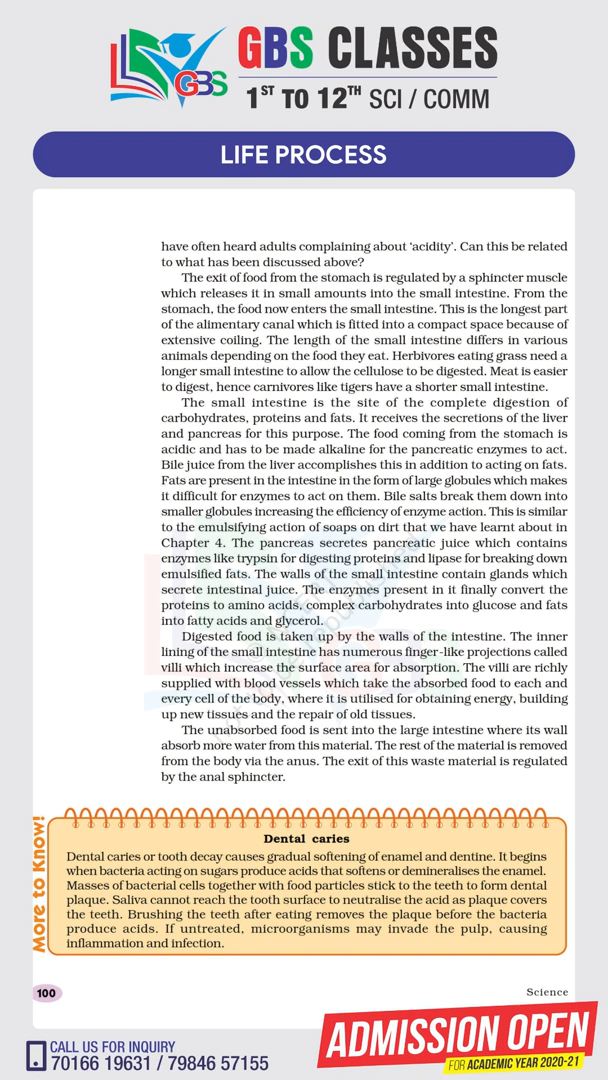 GBS
GBS CLASSES
1ST TO 12TH SCI / COMM
LIFE PROCESS
have often heard adults complaining about ‘acidity’. Can this be related
to what has been discussed above?
The exit of food from the stomach is regulated by a sphincter muscle
which releases it in small amounts into the small intestine. From the
stomach, the food now enters the small intestine. This is the longest part
of the alimentary canal which is fitted into a compact space because of
extensive coiling. The length of the small intestine differs in various
animals depending on the food they eat. Herbivores eating grass need a
longer small intestine to allow the cellulose to be digested. Meat is easier
to digest, hence carnivores like tigers have a shorter small intestine.
The small intestine is the site of the complete digestion of
carbohydrates, proteins and fats. It receives the secretions of the liver
and pancreas for this purpose. The food coming from the stomach is
acidic and has to be made alkaline for the pancreatic enzymes to act.
Bile juice from the liver accomplishes this in addition to acting on fats.
Fats are present in the intestine in the form of large globules which makes
it difficult for enzymes to act on them. Bile salts break them down into
smaller globules increasing the efficiency of enzyme action. This is similar
to the emulsifying action of soaps on dirt that we have learnt about in
Chapter 4. The pancreas secretes pancreatic juice which contains
enzymes like trypsin for digesting proteins and lipase for breaking down
emulsified fats. The walls of the small intestine contain glands which
secrete intestinal juice. The enzymes present in it finally convert the
proteins to amino acids, complex carbohydrates into glucose and fats
into fatty acids and glycerol.
Digested food is taken up by the walls of the intestine. The inner
lining of the small intestine has numerous finger-like projections called
villi which increase the surface area for absorption. The villi are richly
supplied with blood vessels which take the absorbed food to each and
every cell of the body, where it is utilised for obtaining energy, building
up new tissues and the repair of old tissues.
The unabsorbed food is sent into the large intestine where its wall
absorb more water from this material. The rest of the material is removed
from the body via the anus. The exit of this waste material is regulated
by the anal sphincter.
More to Know!
Dental caries
Dental caries or tooth decay causes gradual softening of enamel and dentine. It begins
when bacteria acting on sugars produce acids that softens or demineralises the enamel.
Masses of bacterial cells together with food particles stick to the teeth to form dental
plaque. Saliva cannot reach the tooth surface to neutralise the acid as plaque covers
the teeth. Brushing the teeth after eating removes the plaque before the bacteria
produce acids. If untreated, microorganisms may invade the pulp, causing
inflammation and infection.
100
Science
CALL US FOR INQUIRY
70166 19631 / 79846 57155
ADMISSION OPEN
FOR ACADEMIC YEAR 2020-21